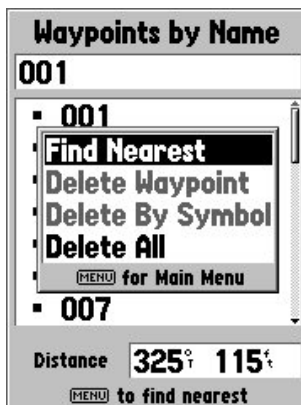 Waypoints by Name
001
001
Find Nearest
Delete Waypoint
Delete By Symbol
Delete All
MENU for Main Menu
007
Distance 325°T 115ft
MENU to find nearest